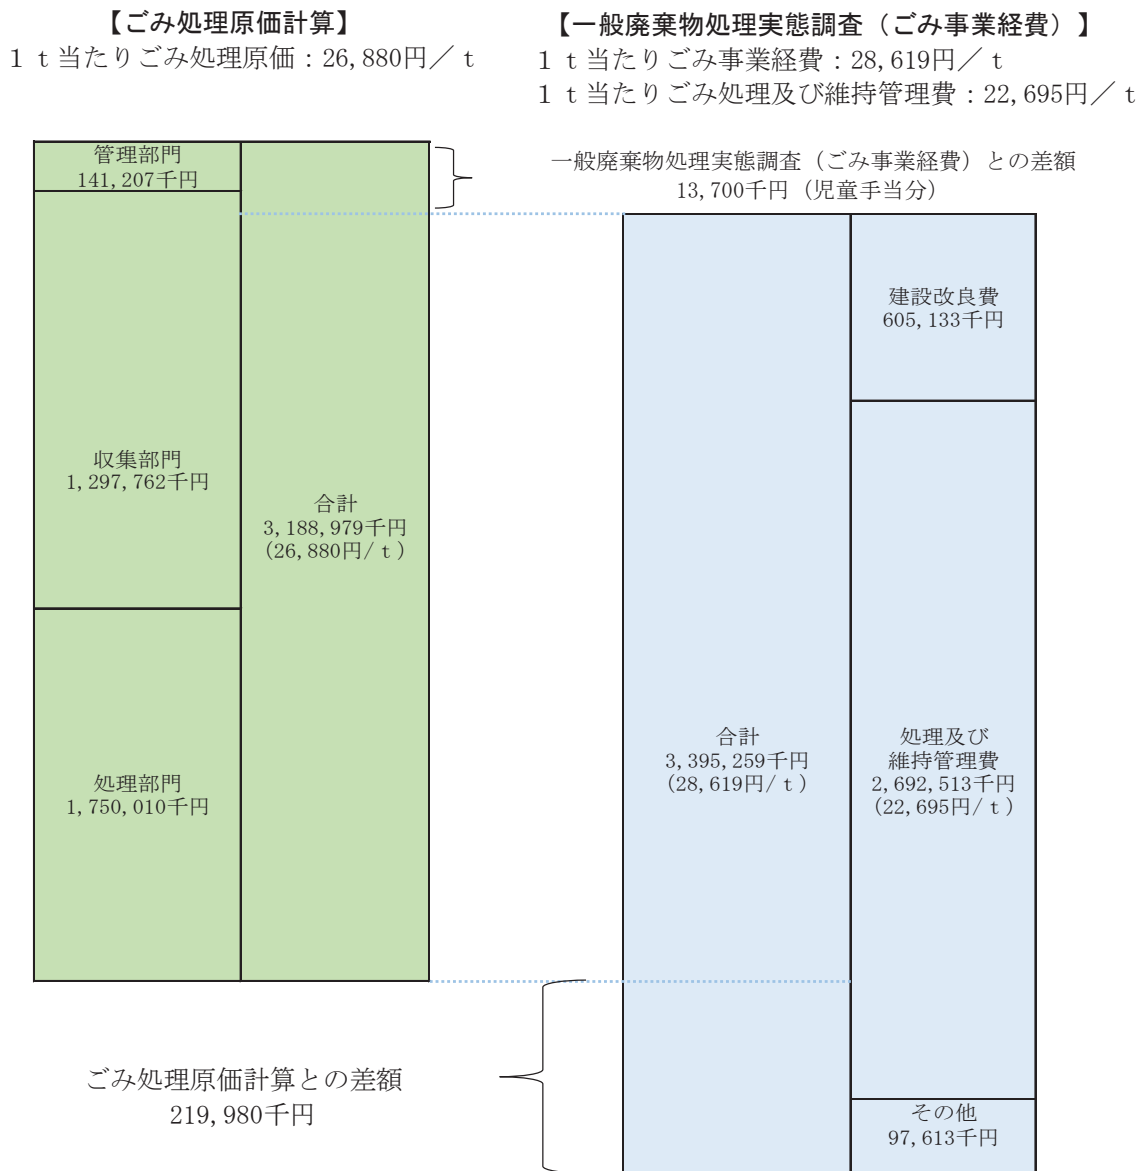 【ごみ処理原価計算】
１ｔ当たりごみ処理原価：26,880円／ｔ
【一般廃棄物処理実態調査（ごみ事業経費）】
１ｔ当たりごみ事業経費：28,619円／ｔ
１ｔ当たりごみ処理及び維持管理費：22,695円／ｔ
管理部門
141,207千円
一般廃棄物処理実態調査（ごみ事業経費）との差額
13,700千円（児童手当分）
建設改良費
605,133千円
収集部門
1,297,762千円
合計
3,188,979千円
（26,880円/ｔ）
処理部門
1,750,010千円
合計
3,395,259千円
（28,619円/ｔ）
処理及び
維持管理費
2,692,513千円
（22,695円/ｔ）
ごみ処理原価計算との差額
219,980千円
その他
97,613千円